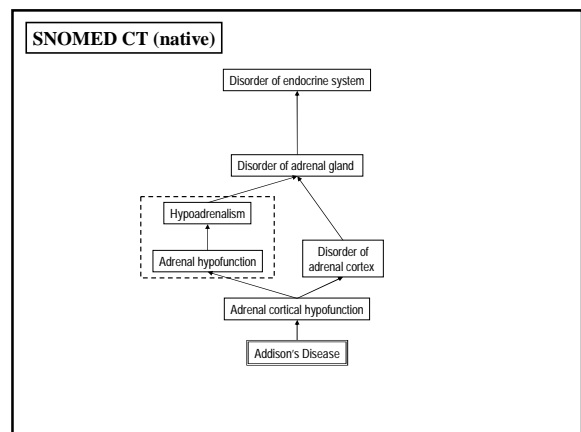 SNOMED CT (native)
Disorder of endocrine system
Disorder of adrenal gland
Hypoadrenalism
Adrenal hypofunction
Disorder of
adrenal cortex
Adrenal cortical hypofunction
Addison's Disease